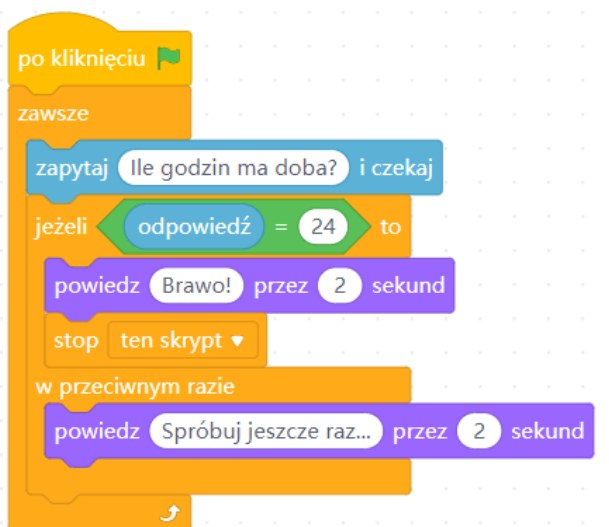 po kliknięciu
zawsze
zapytaj Ile godzin ma doba? i czekaj
jeżeli odpowiedź = 24 to
powiedz Brawo! przez 2 sekund
stop ten skrypt
w przeciwnym razie
powiedz Spróbuj jeszcze raz... przez 2 sekund